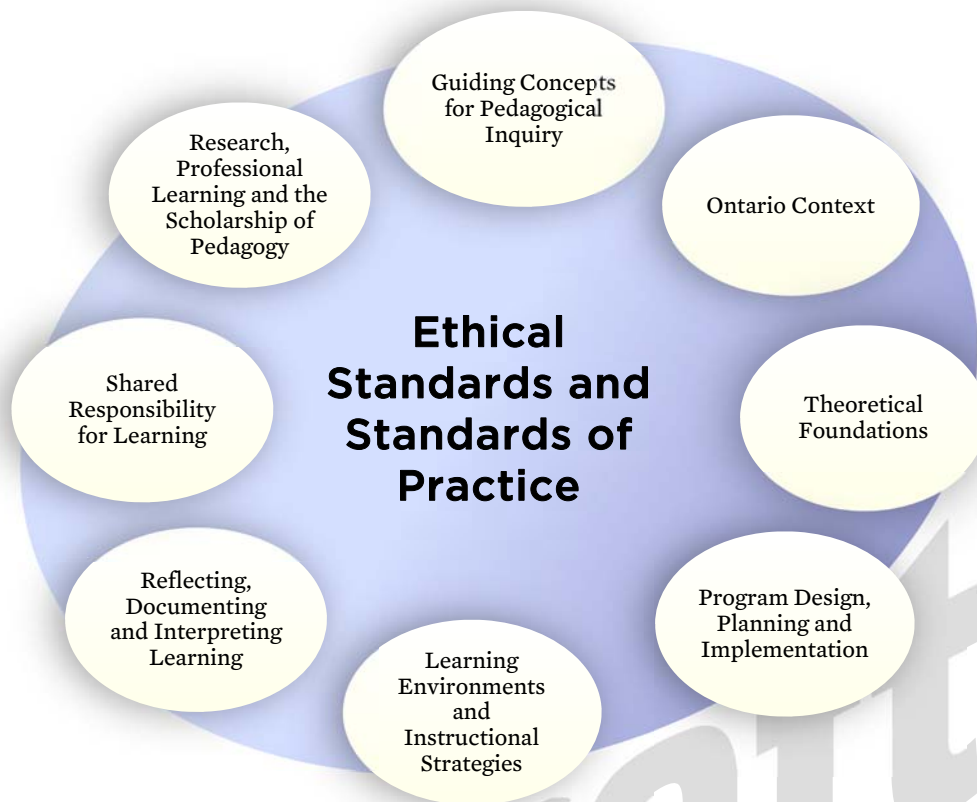 Guiding Concepts
for Pedagogical
Inquiry
Ontario Context
Theoretical
Foundations
Program Design,
Planning and
Implementation
Learning
Environments
and
Instructional
Strategies
Reflecting,
Documenting
and Interpreting
Learning
Shared
Responsibility
for Learning
Research,
Professional
Learning and the
Scholarship of
Pedagogy
Ethical
Standards and
Standards of
Practice